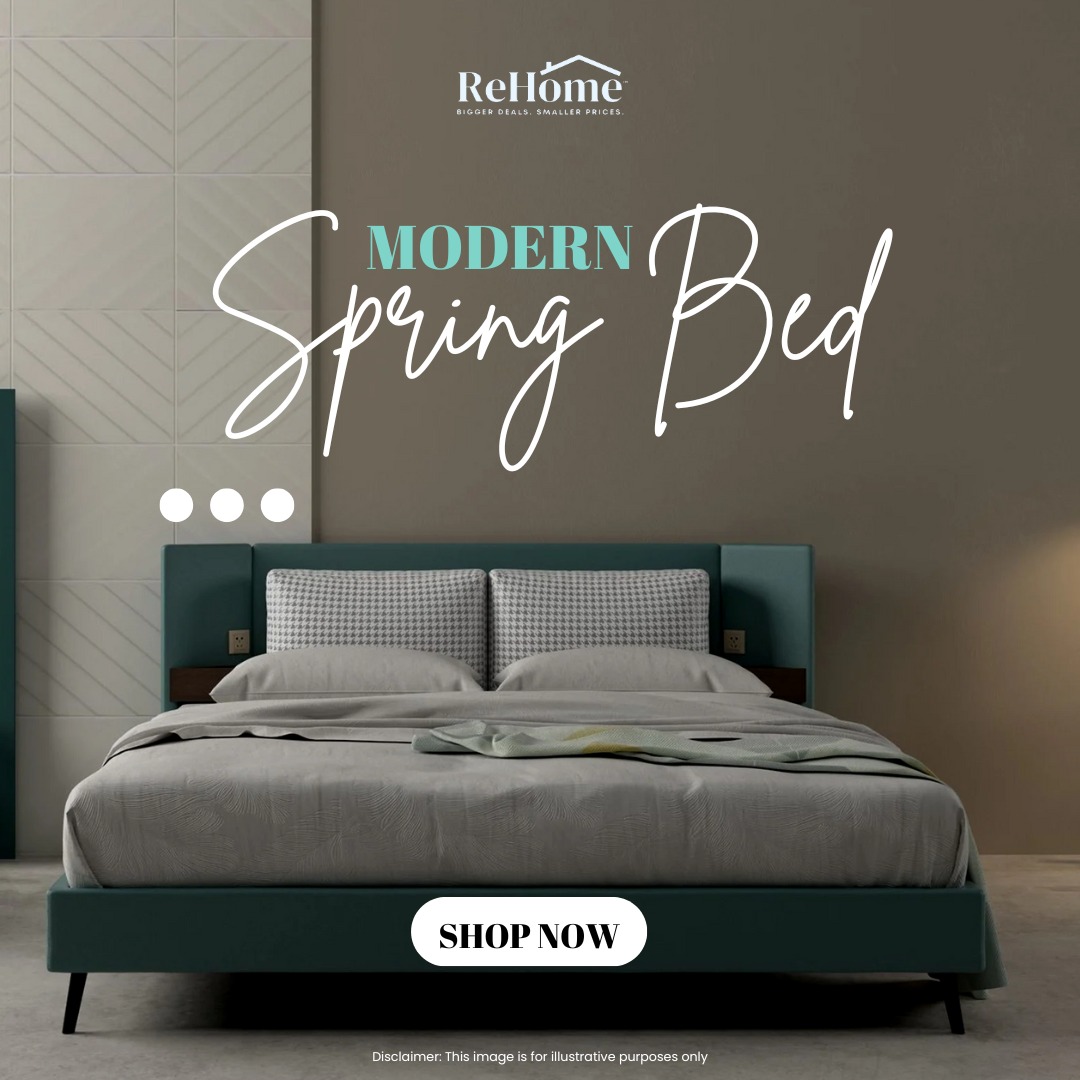 ReHome™
BIGGER DEALS. SMALLER PRICES.
MODERN
Spring Bed
SHOP NOW
Disclaimer: This image is for illustrative purposes only